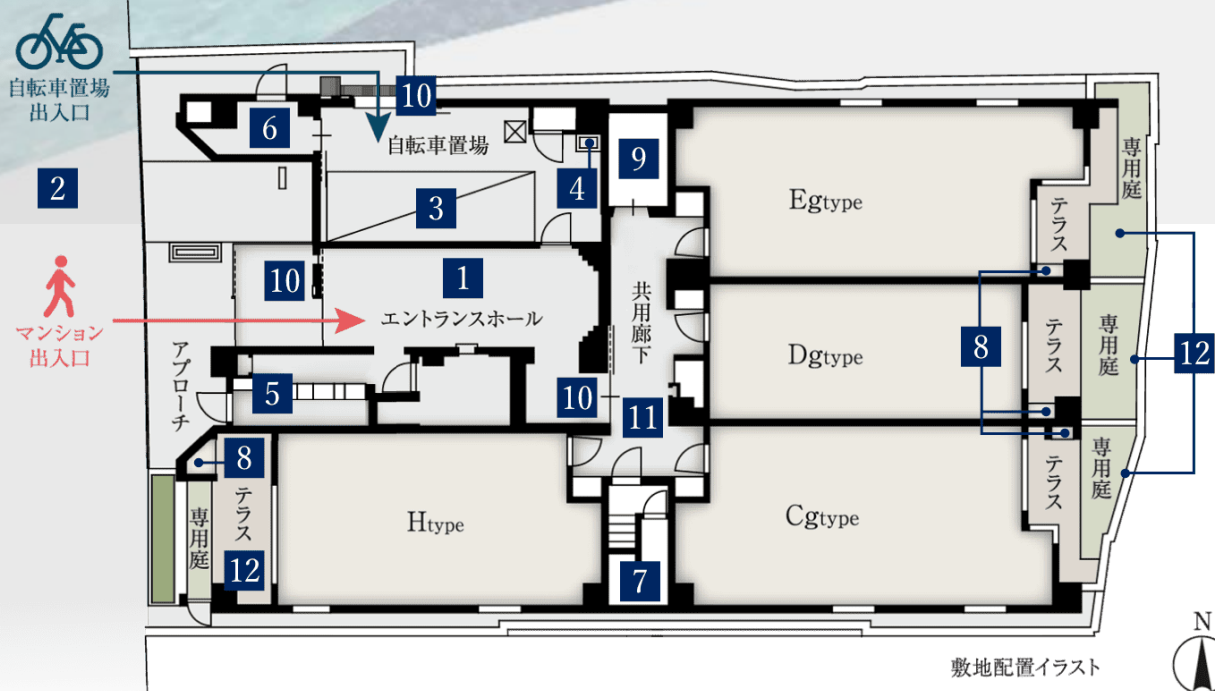 自転車置場
出入口
10
6
自転車置場
9
専用庭
2
4
3
Egtype
テラス
10
1
共用廊下
エントランスホール
マンション
出入口
アプローチ
Dgtype
テラス
専用庭
8
12
5
10
11
8
テラス
専用庭
12
Htype
Cgtype
テラス
専用庭
7
敷地配置イラスト
N